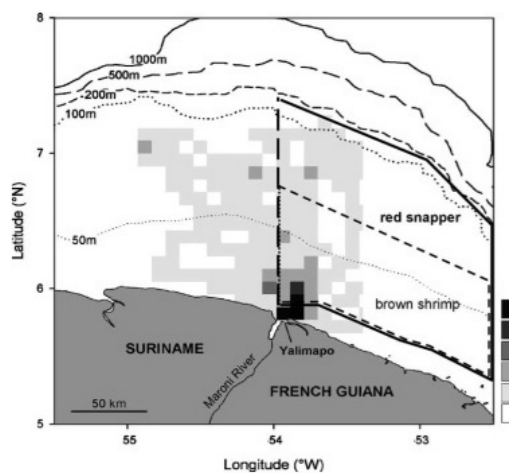 8
1000m
500m
200m
100m
7
red snapper
50m
6
brown shrimp
Yalimapo
SURINAME
Maroni River
FRENCH GUIANA
50 km
5
55
54
53
Latitude (°N)
Longitude (°W)